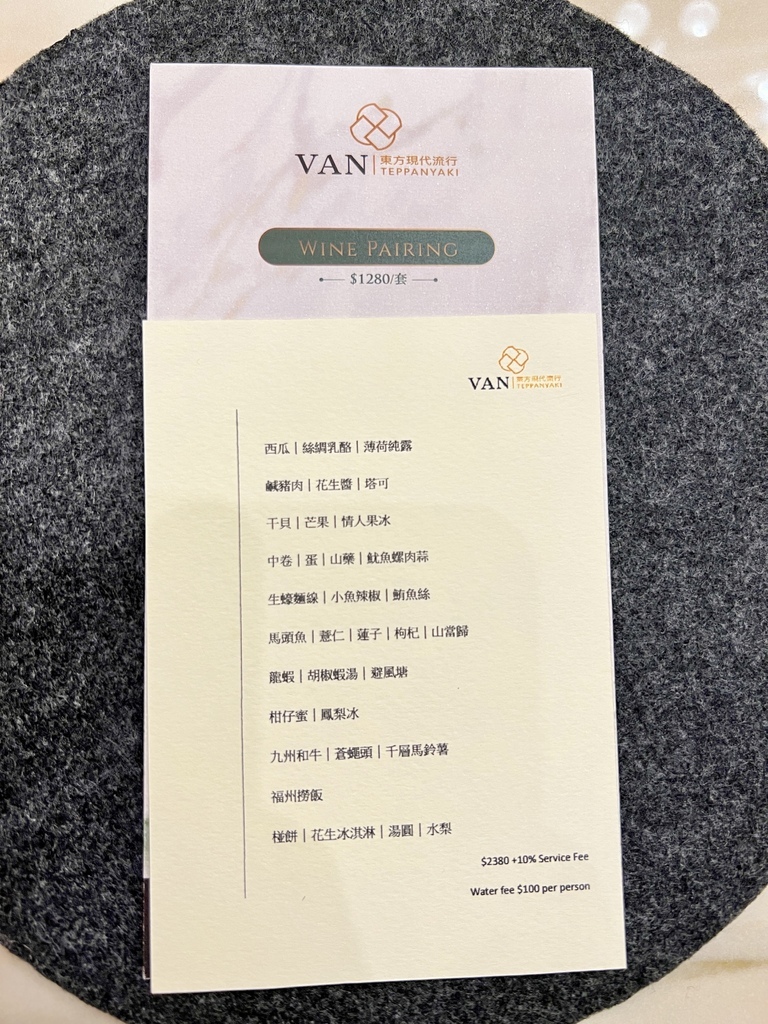 VAN | 東方現代流行
TEPPANYAKI
WINE PAIRING
$1280/套
VAN | 東方現代流行
TEPPANYAKI
西瓜 | 絲綢乳酪 | 薄荷純露
鹹豬肉 | 花生醬 | 塔可
干貝 | 芒果 | 情人果冰
中卷 | 蛋 | 山藥 | 魷魚螺肉蒜
生蠔麵線 | 小魚辣椒 | 鮪魚絲
馬頭魚 | 薏仁 | 蓮子 | 枸杞 | 山當歸
龍蝦 | 胡椒蝦湯 | 避風塘
柑仔蜜 | 鳳梨冰
九州和牛 | 蒼蠅頭 | 千層馬鈴薯
福州撈飯
椪餅 | 花生冰淇淋 | 湯圓 | 水梨
$2380 +10% Service Fee
Water fee $100 per person